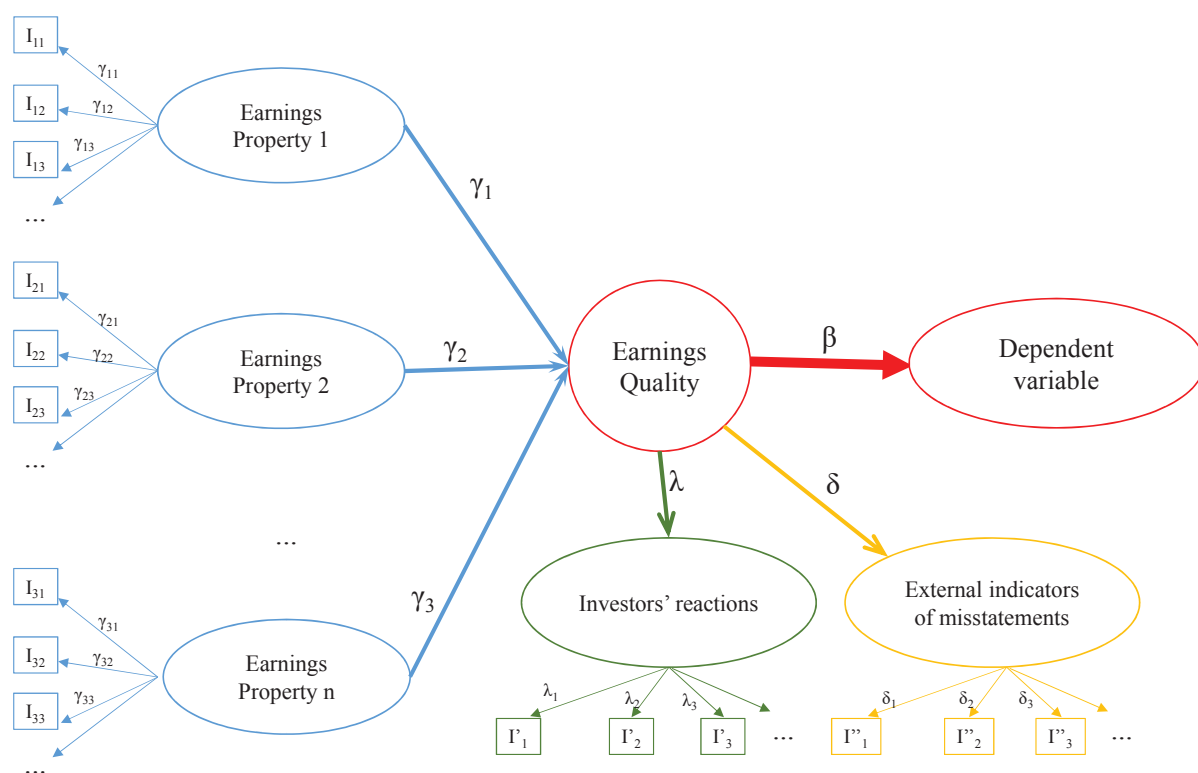 I₁₁
γ₁₁
I₁₂
γ₁₂
I₁₃
γ₁₃
...
Earnings
Property 1
γ₁
I₂₁
γ₂₁
I₂₂
γ₂₂
I₂₃
γ₂₃
...
Earnings
Property 2
γ₂
...
I₃₁
γ₃₁
I₃₂
γ₃₂
I₃₃
γ₃₃
...
Earnings
Property n
γ₃
Earnings
Quality
β
Dependent
variable
λ
δ
Investors’ reactions
λ₁
λ₂
λ₃
I'₁
I'₂
I'₃
...
External indicators
of misstatements
δ₁
δ₂
δ₃
I''₁
I''₂
I''₃
...